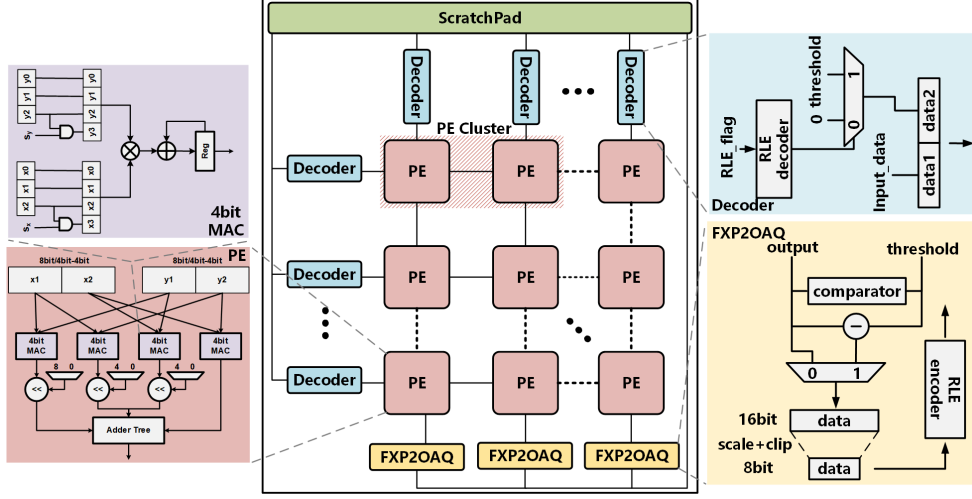 ScratchPad
Decoder
Decoder
Decoder
PE Cluster
Decoder
PE
PE
PE
Decoder
PE
PE
PE
Decoder
PE
PE
PE
FXP2OAQ
FXP2OAQ
FXP2OAQ
y0
y1
y2
sy
y0
y1
y2
y3
x0
x1
x2
sx
x0
x1
x2
x3
Reg
4bit
MAC
PE
8bit/4bit-4bit
8bit/4bit-4bit
x1
x2
y1
y2
4bit
MAC
4bit
MAC
4bit
MAC
4bit
MAC
8 0
4 0
4 0
<<
<<
<<
Adder Tree
RLE_flag
RLE
decoder
threshold
0
1
0
Input_data
data2
data1
Decoder
FXP2OAQ
output
threshold
comparator
−
0 1
16bit
data
scale+clip
8bit
data
RLE
encoder